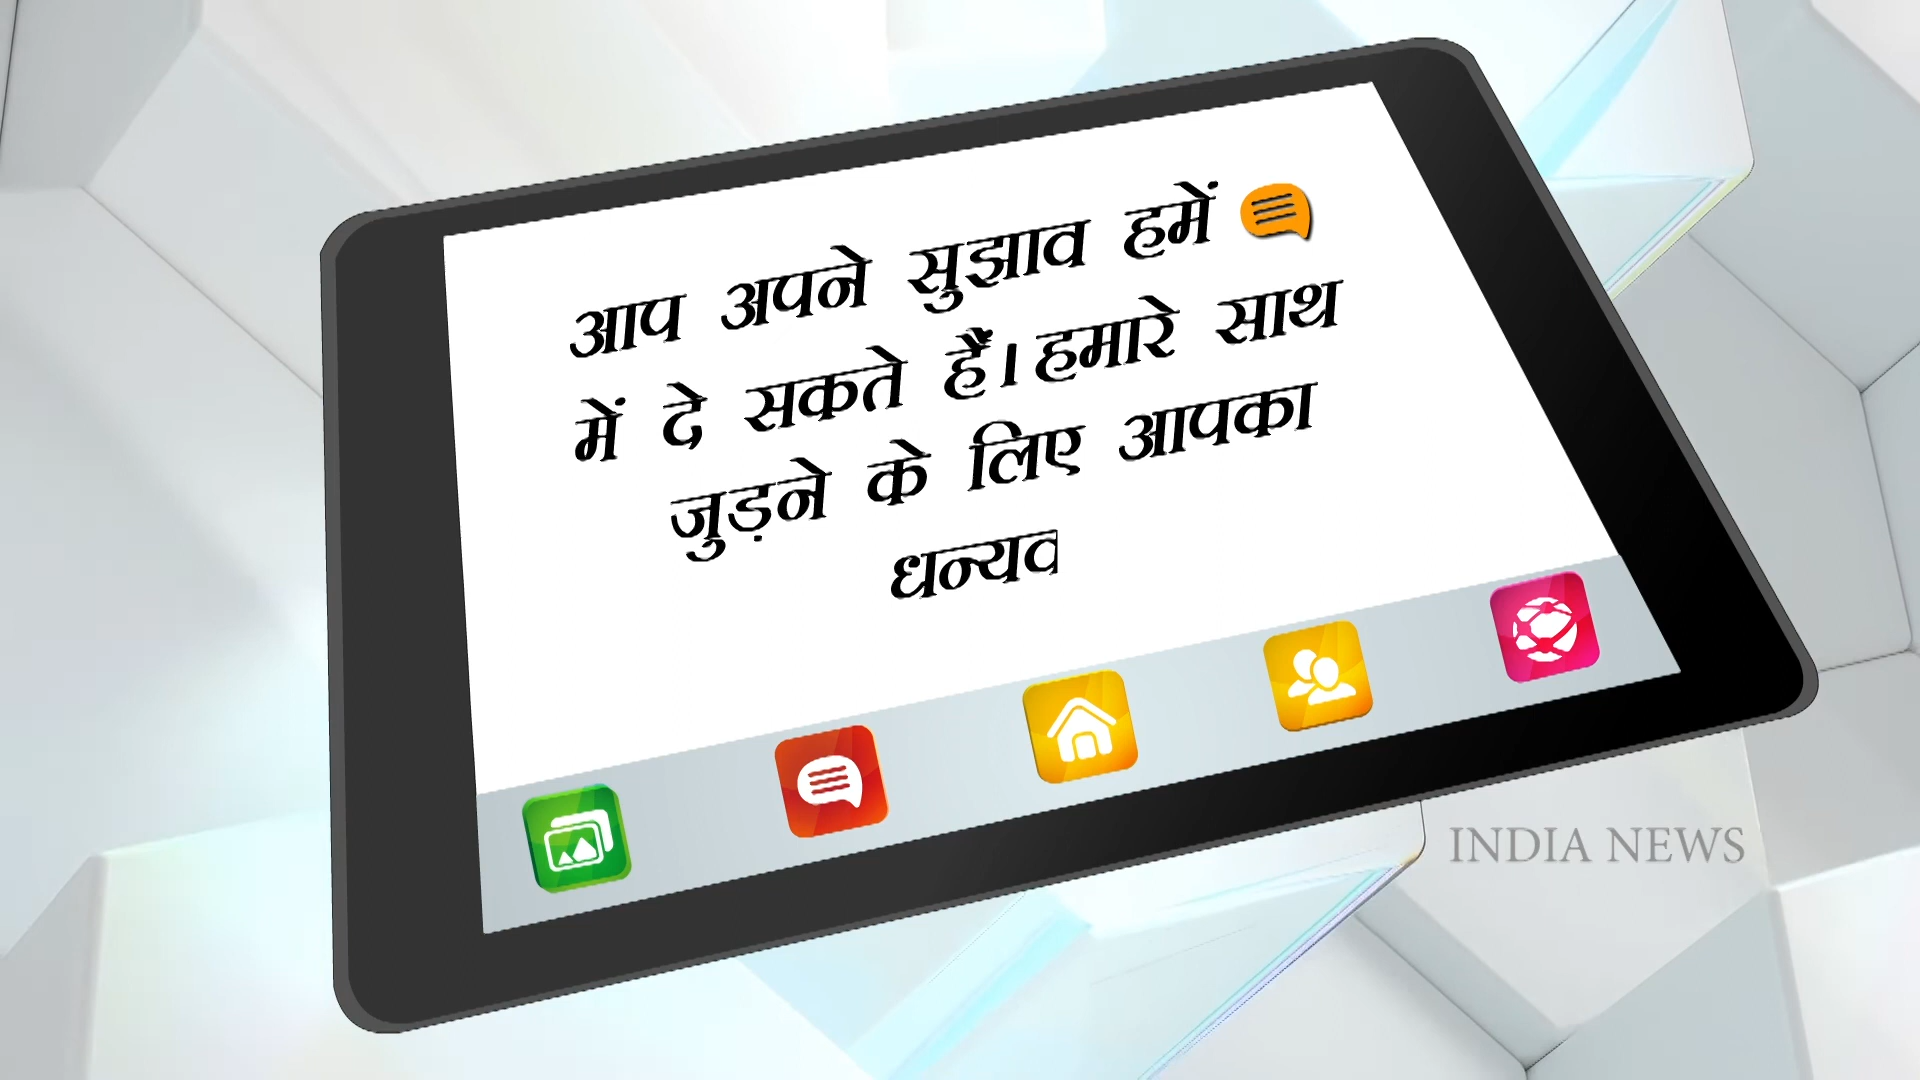 आप अपने सुझाव हमें
में दे सकते हैं। हमारे साथ
जुड़ने के लिए आपका
धन्यव
INDIA NEWS